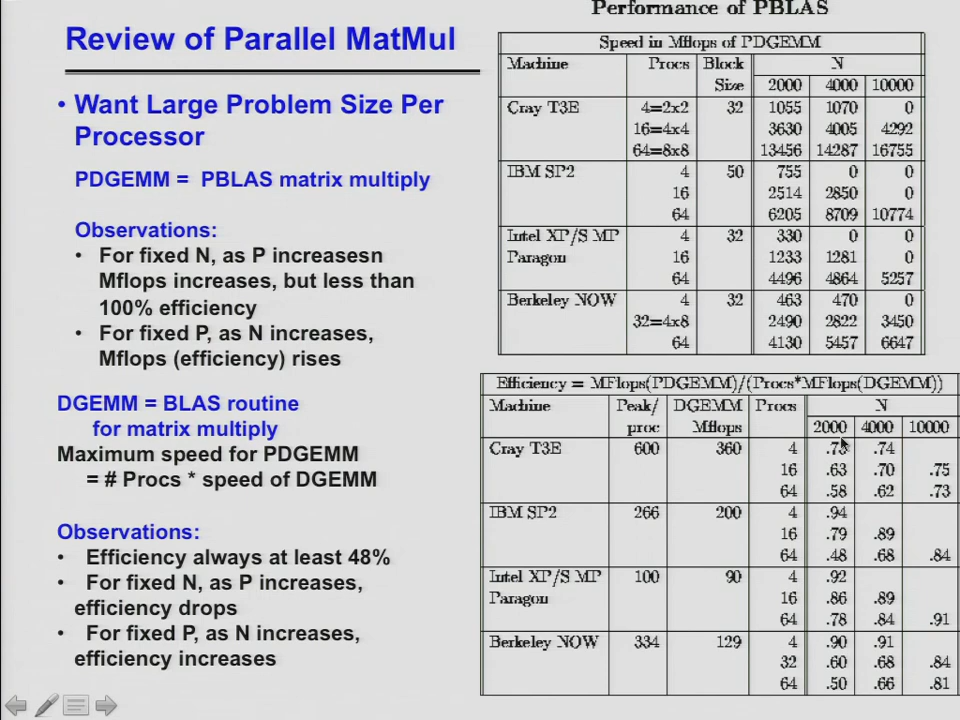 Review of Parallel MatMul
• Want Large Problem Size Per
Processor
PDGEMM = PBLAS matrix multiply
Observations:
• For fixed N, as P increasesn
Mflops increases, but less than
100% efficiency
• For fixed P, as N increases,
Mflops (efficiency) rises
DGEMM = BLAS routine
for matrix multiply
Maximum speed for PDGEMM
= # Procs * speed of DGEMM
Observations:
• Efficiency always at least 48%
• For fixed N, as P increases,
efficiency drops
• For fixed P, as N increases,
efficiency increases
Performance of PBLAS
Speed in Mflops of PDGEMM
Machine Procs Block N
Size 2000 4000 10000
Cray T3E 4=2x2 32 1055 1070 0
16=4x4 3630 4005 4292
64=8x8 13456 14287 16755
IBM SP2 4 50 755 0 0
16 2514 2850 0
64 6205 8709 10774
Intel XP/S MP 4 32 330 0 0
Paragon 16 1233 1281 0
64 4496 4864 5257
Berkeley NOW 4 32 463 470 0
32=4x8 2490 2822 3450
64 4130 5457 6647
Efficiency = MFlops(PDGEMM)/(Procs*MFlops(DGEMM))
Machine Peak/ DGEMM Procs N
proc Mflops 2000 4000 10000
Cray T3E 600 360 4 .74
16 .63 .70 .75
64 .58 .62 .73
IBM SP2 266 200 4 .94
16 .79 .89
64 .48 .68 .84
Intel XP/S MP 100 90 4 .92
Paragon 16 .86 .89
64 .78 .84 .91
Berkeley NOW 334 129 4 .90 .91
32 .60 .68 .84
64 .50 .66 .81